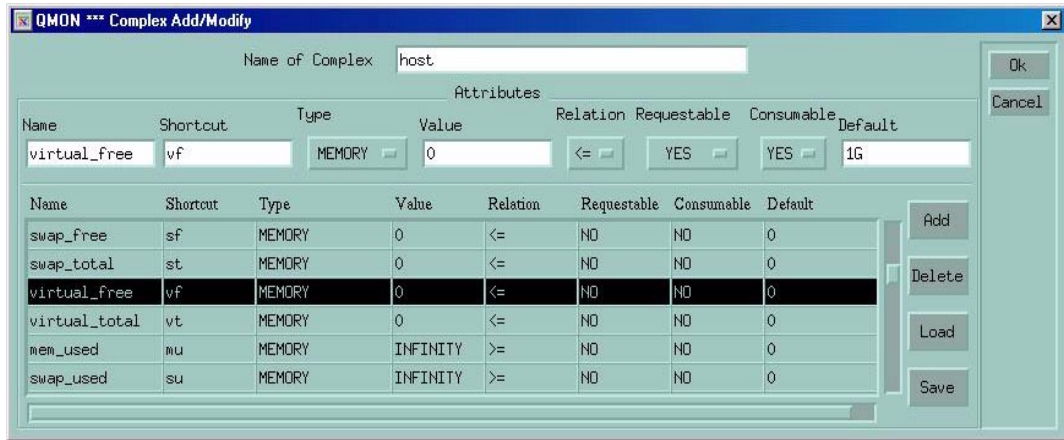 QMON *** Complex Add/Modify
Name of Complex host
Ok
Cancel
Attributes
Name Shortcut Type Value Relation Requestable Consumable Default
virtual_free vf MEMORY 0 <= YES YES 1G
Name Shortcut Type Value Relation Requestable Consumable Default
swap_free sf MEMORY 0 <= NO NO 0
swap_total st MEMORY 0 <= NO NO 0
virtual_free vf MEMORY 0 <= NO NO 0
virtual_total vt MEMORY 0 <= NO NO 0
mem_used mu MEMORY INFINITY >= NO NO 0
swap_used su MEMORY INFINITY >= NO NO 0
Add
Delete
Load
Save